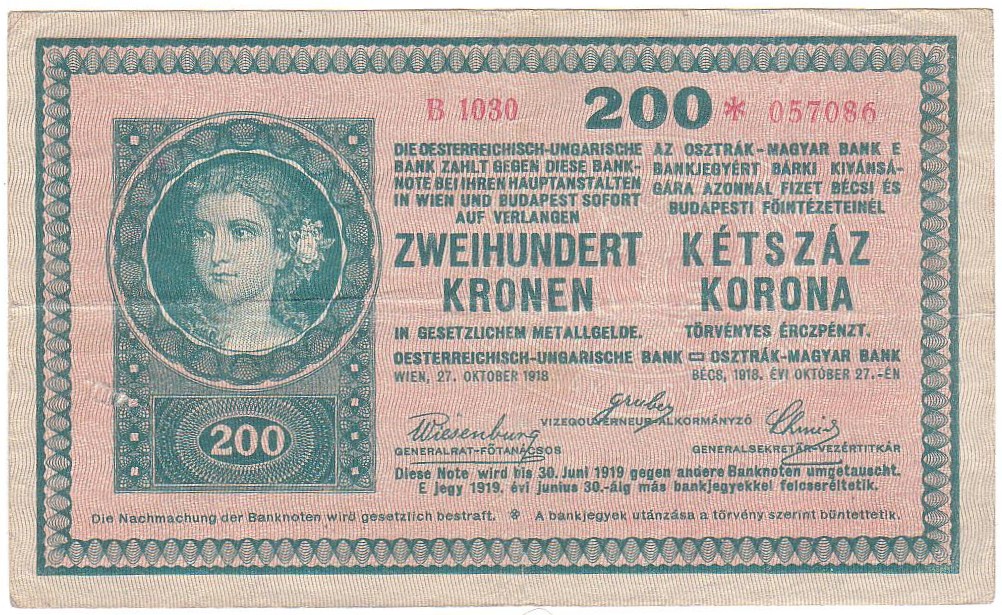 B 1030 200 * 057086
DIE OESTERREICHISCH-UNGARISCHE
BANK ZAHLT GEGEN DIESE BANK-
NOTE BEI IHREN HAUPTANSTALTEN
IN WIEN UND BUDAPEST SOFORT
AUF VERLANGEN
ZWEIHUNDERT
KRONEN
IN GESETZLICHEM METALLGELDE.
AZ OSZTRÁK-MAGYAR BANK E
BANKJEGYÉRT BÁRKI KIVÁNSÁ-
GÁRA AZONNAL FIZET BÉCSI ÉS
BUDAPESTI FŐINTÉZETEINÉL
KÉTSZÁZ
KORONA
TÖRVÉNYES ÉRCZPÉNZT.
OESTERREICHISCH-UNGARISCHE BANK = OSZTRÁK-MAGYAR BANK
WIEN, 27. OKTOBER 1918
BÉCS, 1918. ÉVI OKTÓBER 27.-ÉN
Gruber
VIZEGOUVERNEUR-ALKORMÁNYZÓ
Wiesenburg
GENERALRAT-FŐTANÁCSOS
Schmid
GENERALSEKRETÄR-VEZÉRTITKÁR
200
Diese Note wird bis 30. Juni 1919 gegen andere Banknoten umgetauscht.
E jegy 1919. évi junius 30.-áig más bankjegyekkel felcseréltetik.
Die Nachmachung der Banknoten wird gesetzlich bestraft. * A bankjegyek utánzása a törvény szerint büntettetik.